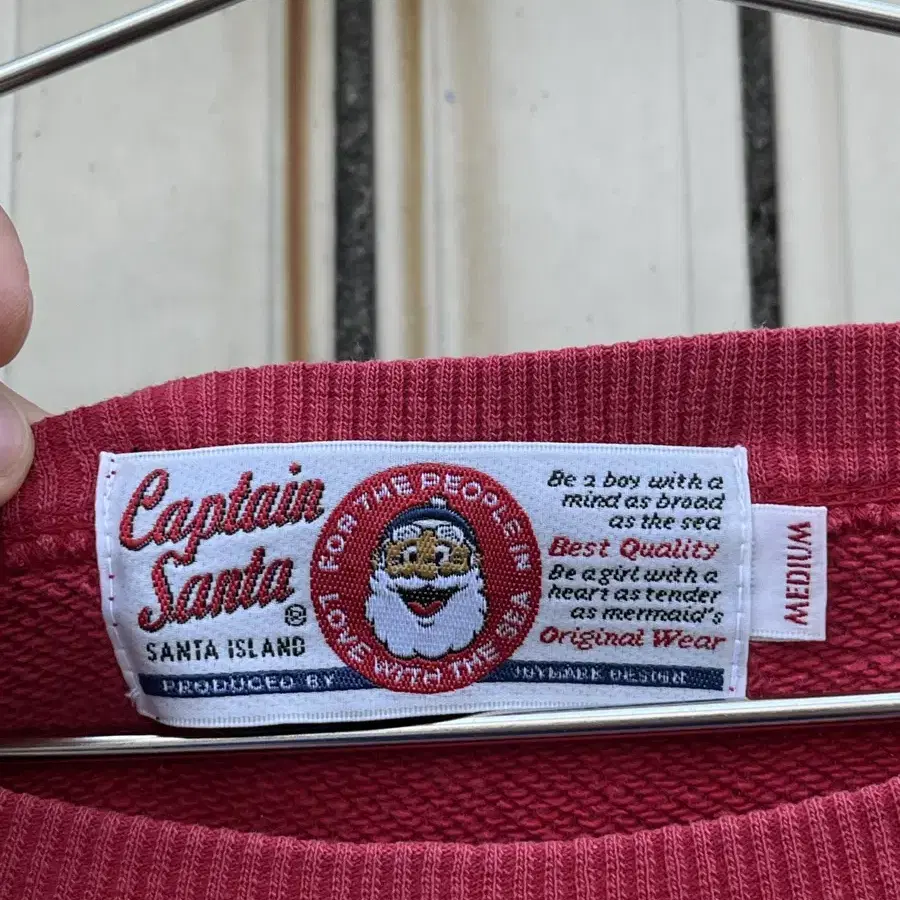 Captain
Santa
®
SANTA ISLAND
FOR THE PEOPLE IN
LOVE WITH THE SEA
Be a boy with a
mind as broad
as the sea
Best Quality
Be a girl with a
heart as tender
as mermaid's
Original Wear
PRODUCED BY
JOYMARK DESIGN
MEDIUM